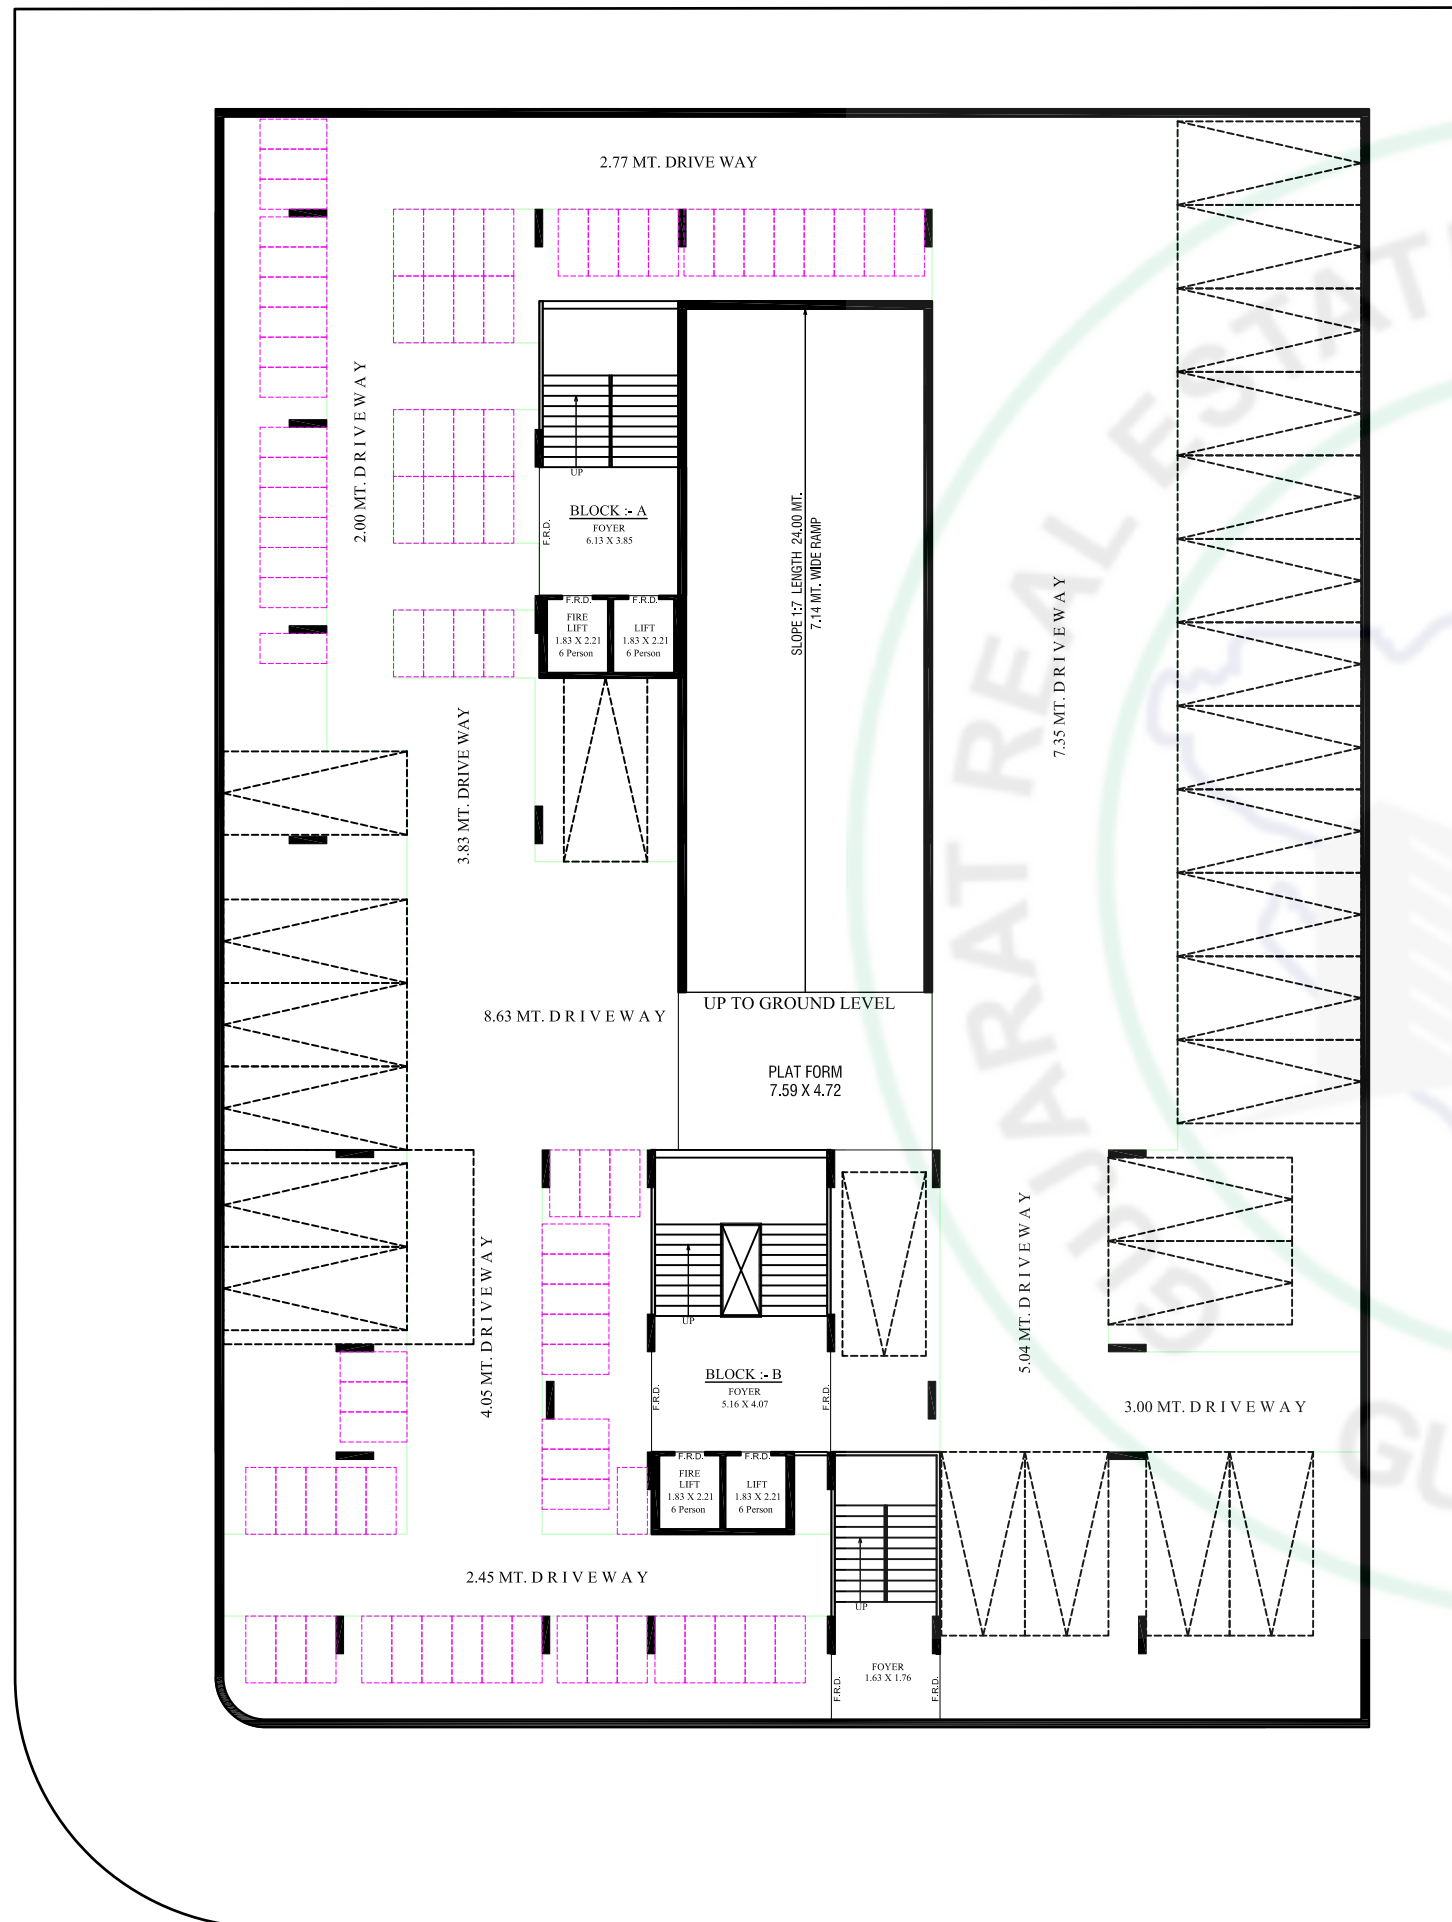 2.77 MT. DRIVE WAY
2.00 MT. D R I V E W A Y
UP
BLOCK :- A
FOYER
6.13 X 3.85
F.R.D.
F.R.D.
F.R.D.
FIRE
LIFT
1.83 X 2.21
6 Person
LIFT
1.83 X 2.21
6 Person
SLOPE 1:7 LENGTH 24.00 MT.
7.14 MT. WIDE RAMP
7.35 MT. D R I V E W A Y
3.83 MT. DRIVE WAY
8.63 MT. D R I V E W A Y
UP TO GROUND LEVEL
PLAT FORM
7.59 X 4.72
4.05 MT. D R I V E W A Y
UP
5.04 MT. D R I V E W A Y
BLOCK :- B
FOYER
5.16 X 4.07
F.R.D.
F.R.D.
3.00 MT. D R I V E W A Y
F.R.D.
F.R.D.
FIRE
LIFT
1.83 X 2.21
6 Person
LIFT
1.83 X 2.21
6 Person
2.45 MT. D R I V E W A Y
UP
FOYER
1.63 X 1.76
F.R.D.
F.R.D.
GUJARAT REAL ESTAT
GU